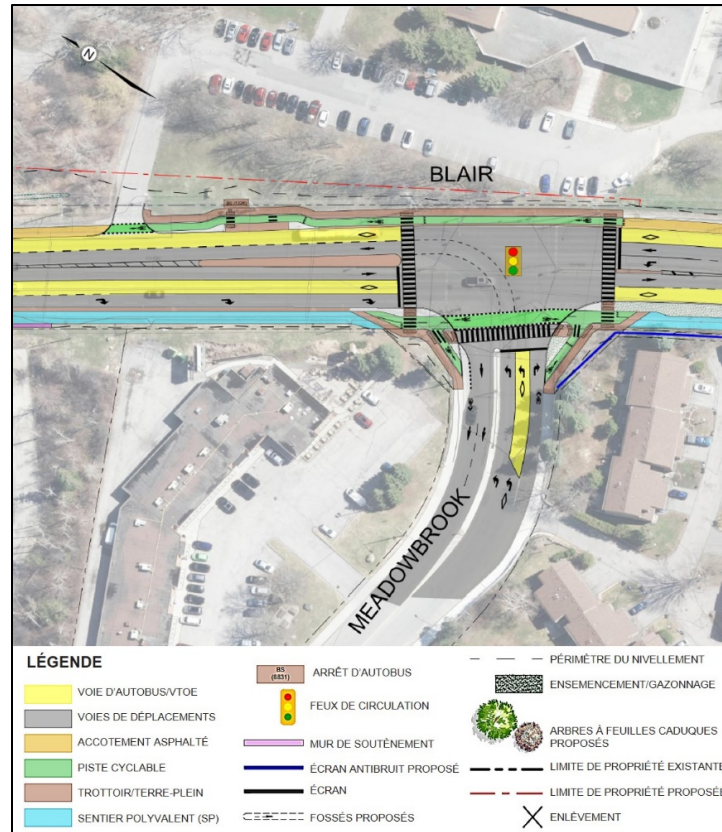 N
BLAIR
MEADOWBROOK
LÉGENDE
VOIE D'AUTOBUS/VTOE
VOIES DE DÉPLACEMENTS
ACCOTEMENT ASPHALTÉ
PISTE CYCLABLE
TROTTOIR/TERRE-PLEIN
SENTIER POLYVALENT (SP)
BS
(8831)
ARRÊT D'AUTOBUS
FEUX DE CIRCULATION
MUR DE SOUTÈNEMENT
ÉCRAN ANTIBRUIT PROPOSÉ
ÉCRAN
FOSSÉS PROPOSÉS
PÉRIMÈTRE DU NIVELLEMENT
ENSEMENCEMENT/GAZONNAGE
ARBRES À FEUILLES CADUQUES
PROPOSÉS
LIMITE DE PROPRIÉTÉ EXISTANTE
LIMITE DE PROPRIÉTÉ PROPOSÉE
ENLÈVEMENT